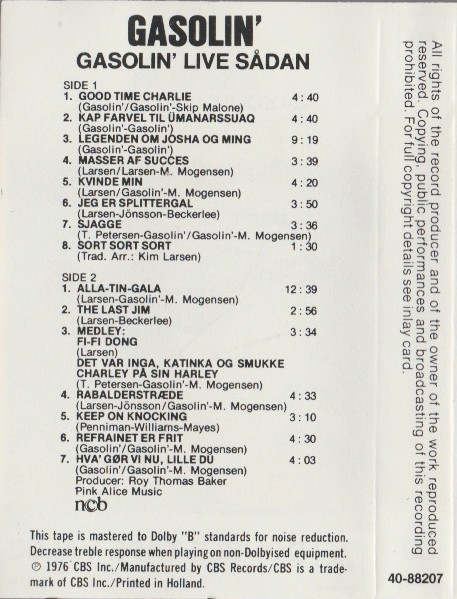 GASOLIN'
GASOLIN' LIVE SÅDAN
SIDE 1
1. GOOD TIME CHARLIE 4:40
(Gasolin'/Gasolin'-Skip Malone)
2. KAP FARVEL TIL ÜMANARSSUAQ 4:40
(Gasolin'-Gasolin')
3. LEGENDEN OM JOSHA OG MING 9:19
(Gasolin'-Gasolin')
4. MASSER AF SUCCES 3:39
(Larsen/Larsen-M. Mogensen)
5. KVINDE MIN 4:20
(Larsen/Gasolin'-M. Mogensen)
6. JEG ER SPLITTERGAL 3:50
(Larsen-Jönsson-Beckerlee)
7. SJAGGE 3:36
(T. Petersen-Gasolin'/Gasolin'-M. Mogensen)
8. SORT SORT SORT 1:30
(Trad. Arr.: Kim Larsen)
SIDE 2
1. ALLA-TIN-GALA 12:39
(Larsen-Gasolin'-M. Mogensen)
2. THE LAST JIM 2:56
(Larsen-Beckerlee)
3. MEDLEY: 3:34
FI-FI DONG
(Larsen)
DET VAR INGA, KATINKA OG SMUKKE
CHARLEY PÅ SIN HARLEY
(T. Petersen-Gasolin'-M. Mogensen)
4. RABALDERSTRÆDE 4:33
(Larsen-Jönsson/Gasolin'-M. Mogensen)
5. KEEP ON KNOCKING 3:10
(Penniman-Williams-Mayes)
6. REFRAINET ER FRIT 4:30
(Gasolin'/Gasolin'-M. Mogensen)
7. HVA' GØR VI NU, LILLE DU 4:03
(Gasolin'/Gasolin'-M. Mogensen)
Producer: Roy Thomas Baker
Pink Alice Music
ncb
This tape is mastered to Dolby "B" standards for noise reduction.
Decrease treble response when playing on non-Dolbyised equipment.
℗ 1976 CBS Inc./Manufactured by CBS Records/CBS is a trade-
mark of CBS Inc./Printed in Holland.
All rights of the record producer and of the owner of the work reproduced
reserved. Copying, public performances and broadcasting of this recording
prohibited. For full copyright details see inlay card.
40-88207